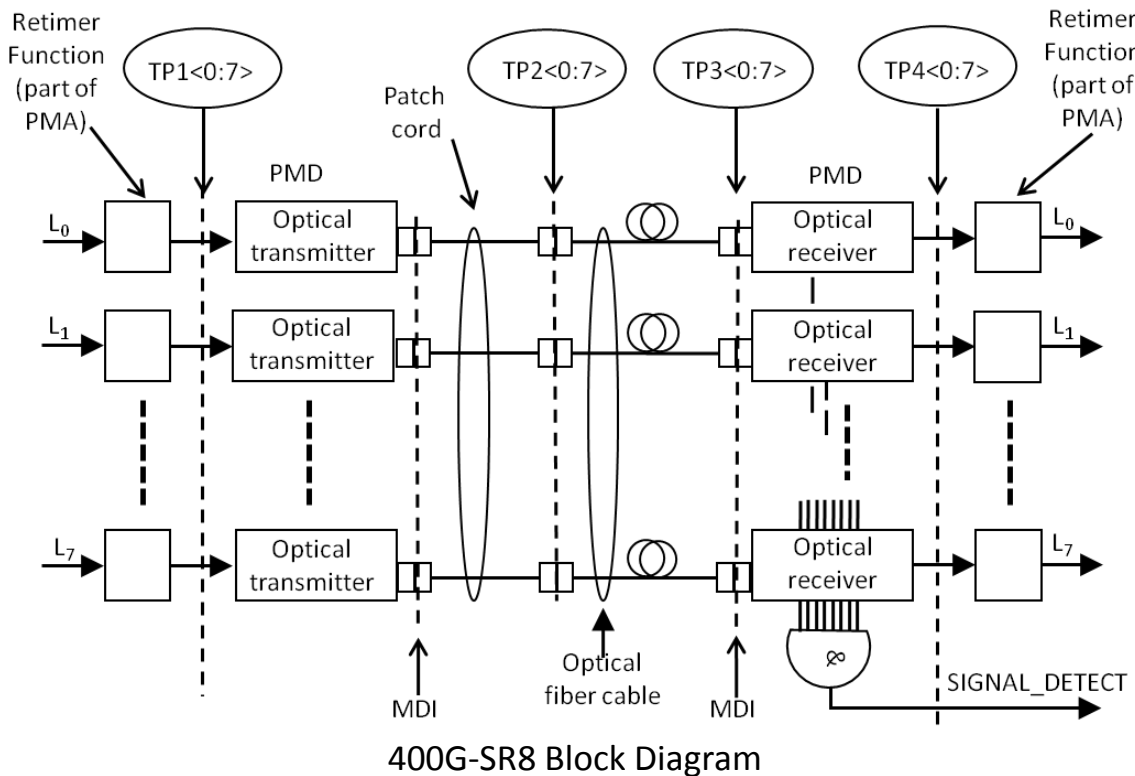 Retimer
Function
(part of
PMA)
TP1<0:7>
Patch
cord
TP2<0:7>
TP3<0:7>
TP4<0:7>
Retimer
Function
(part of
PMA)
PMD
PMD
L0
Optical
transmitter
Optical
receiver
L0
L1
Optical
transmitter
Optical
receiver
L1
L7
Optical
transmitter
Optical
receiver
L7
&
MDI
Optical
fiber cable
MDI
SIGNAL_DETECT
400G-SR8 Block Diagram